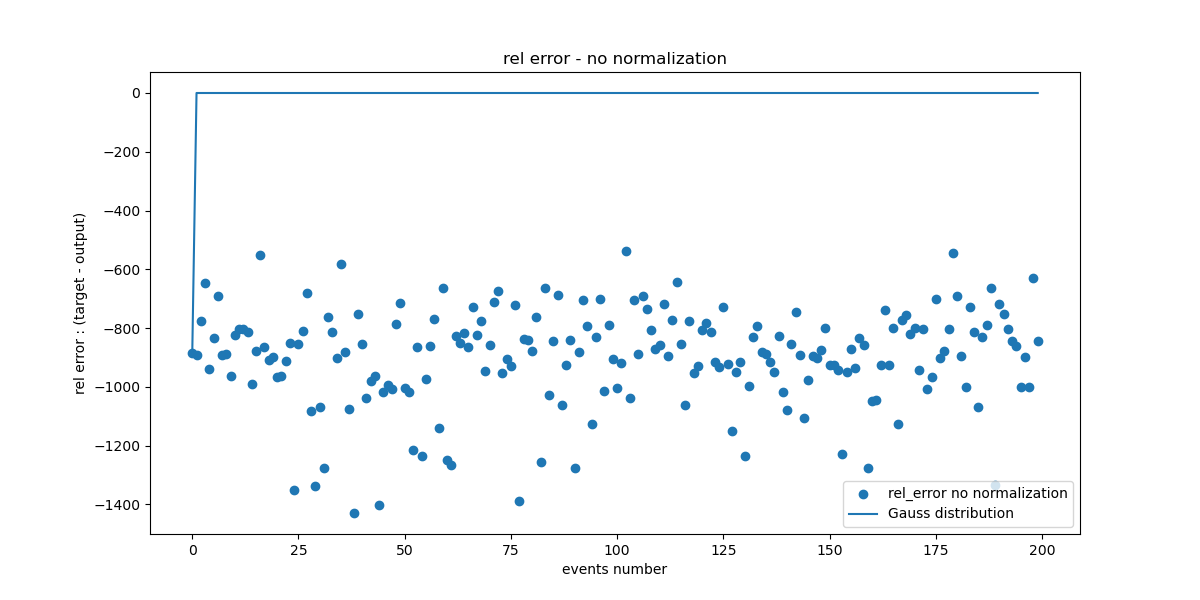 rel error - no normalization
rel error : (target - output)
0
−200
−400
−600
−800
−1000
−1200
−1400
0 25 50 75 100 125 150 175 200
events number
rel_error no normalization
Gauss distribution